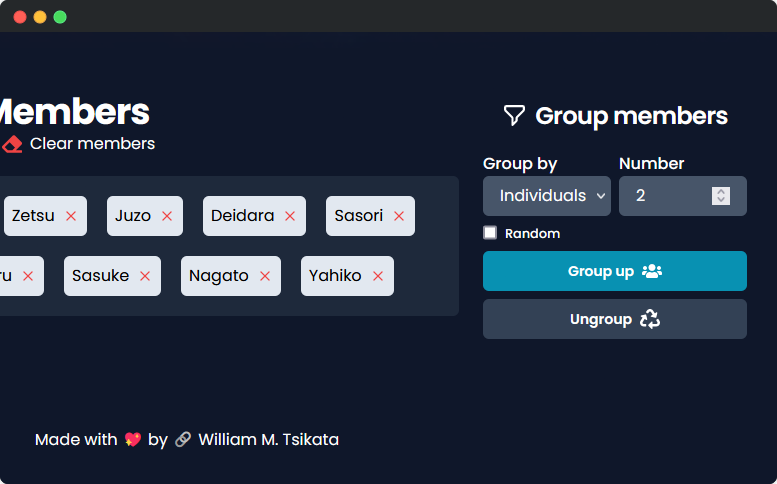 Members
Clear members
Zetsu Juzo Deidara Sasori
ru Sasuke Nagato Yahiko
Group members
Group by Number
Individuals 2
Random
Group up
Ungroup
Made with 💖 by 🔗 William M. Tsikata